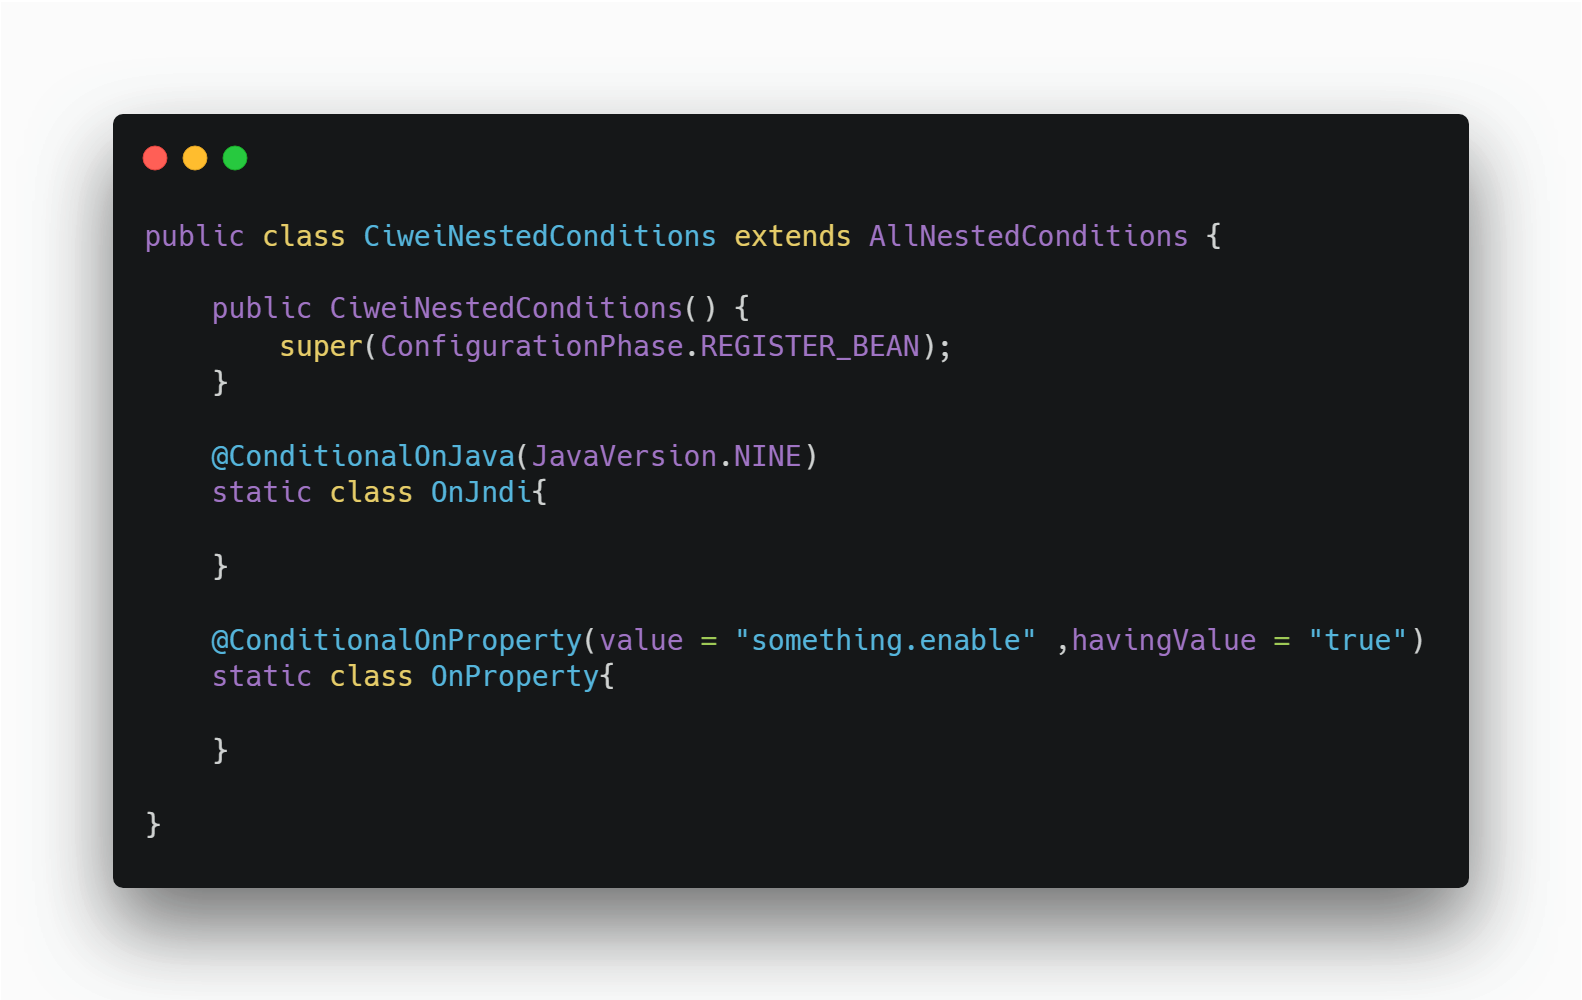 public class CiweiNestedConditions extends AllNestedConditions {
public CiweiNestedConditions() {
super(ConfigurationPhase.REGISTER_BEAN);
}
@ConditionalOnJava(JavaVersion.NINE)
static class OnJndi{
}
@ConditionalOnProperty(value = "something.enable" ,havingValue = "true")
static class OnProperty{
}
}